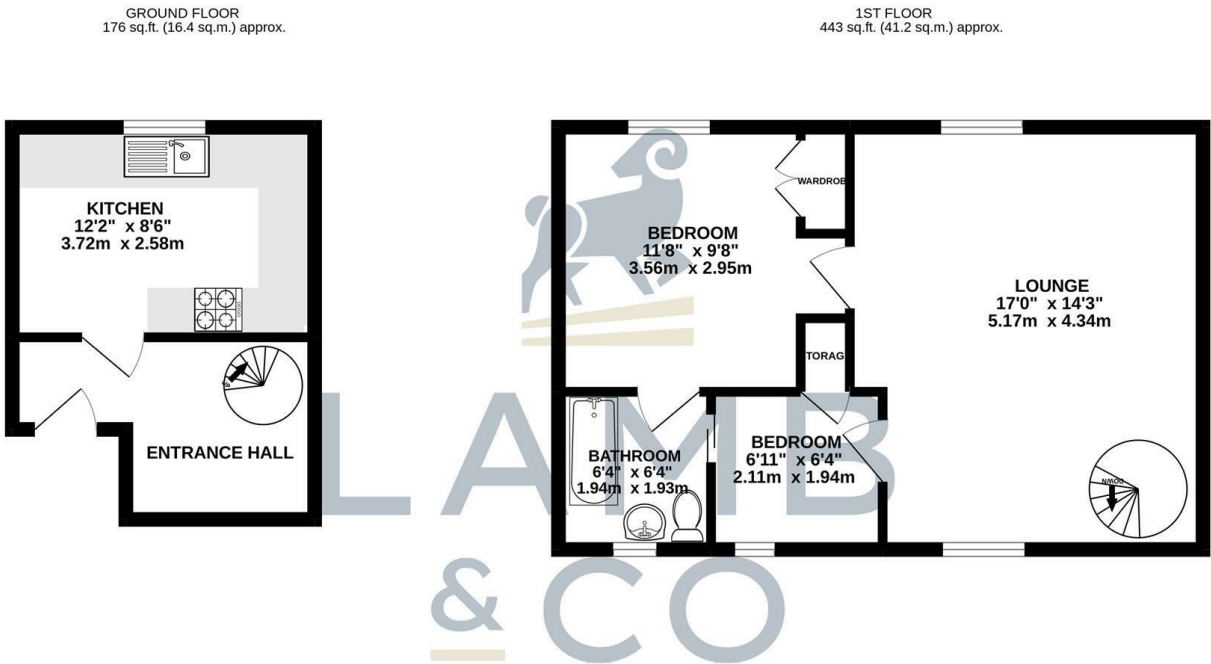 GROUND FLOOR
176 sq.ft. (16.4 sq.m.) approx.
1ST FLOOR
443 sq.ft. (41.2 sq.m.) approx.
KITCHEN
12'2" x 8'6"
3.72m x 2.58m
UP
ENTRANCE HALL
WARDROB
BEDROOM
11'8" x 9'8"
3.56m x 2.95m
LOUNGE
17'0" x 14'3"
5.17m x 4.34m
TORAG
BATHROOM
6'4" x 6'4"
1.94m x 1.93m
BEDROOM
6'11" x 6'4"
2.11m x 1.94m
DOWN
LAMB
& CO